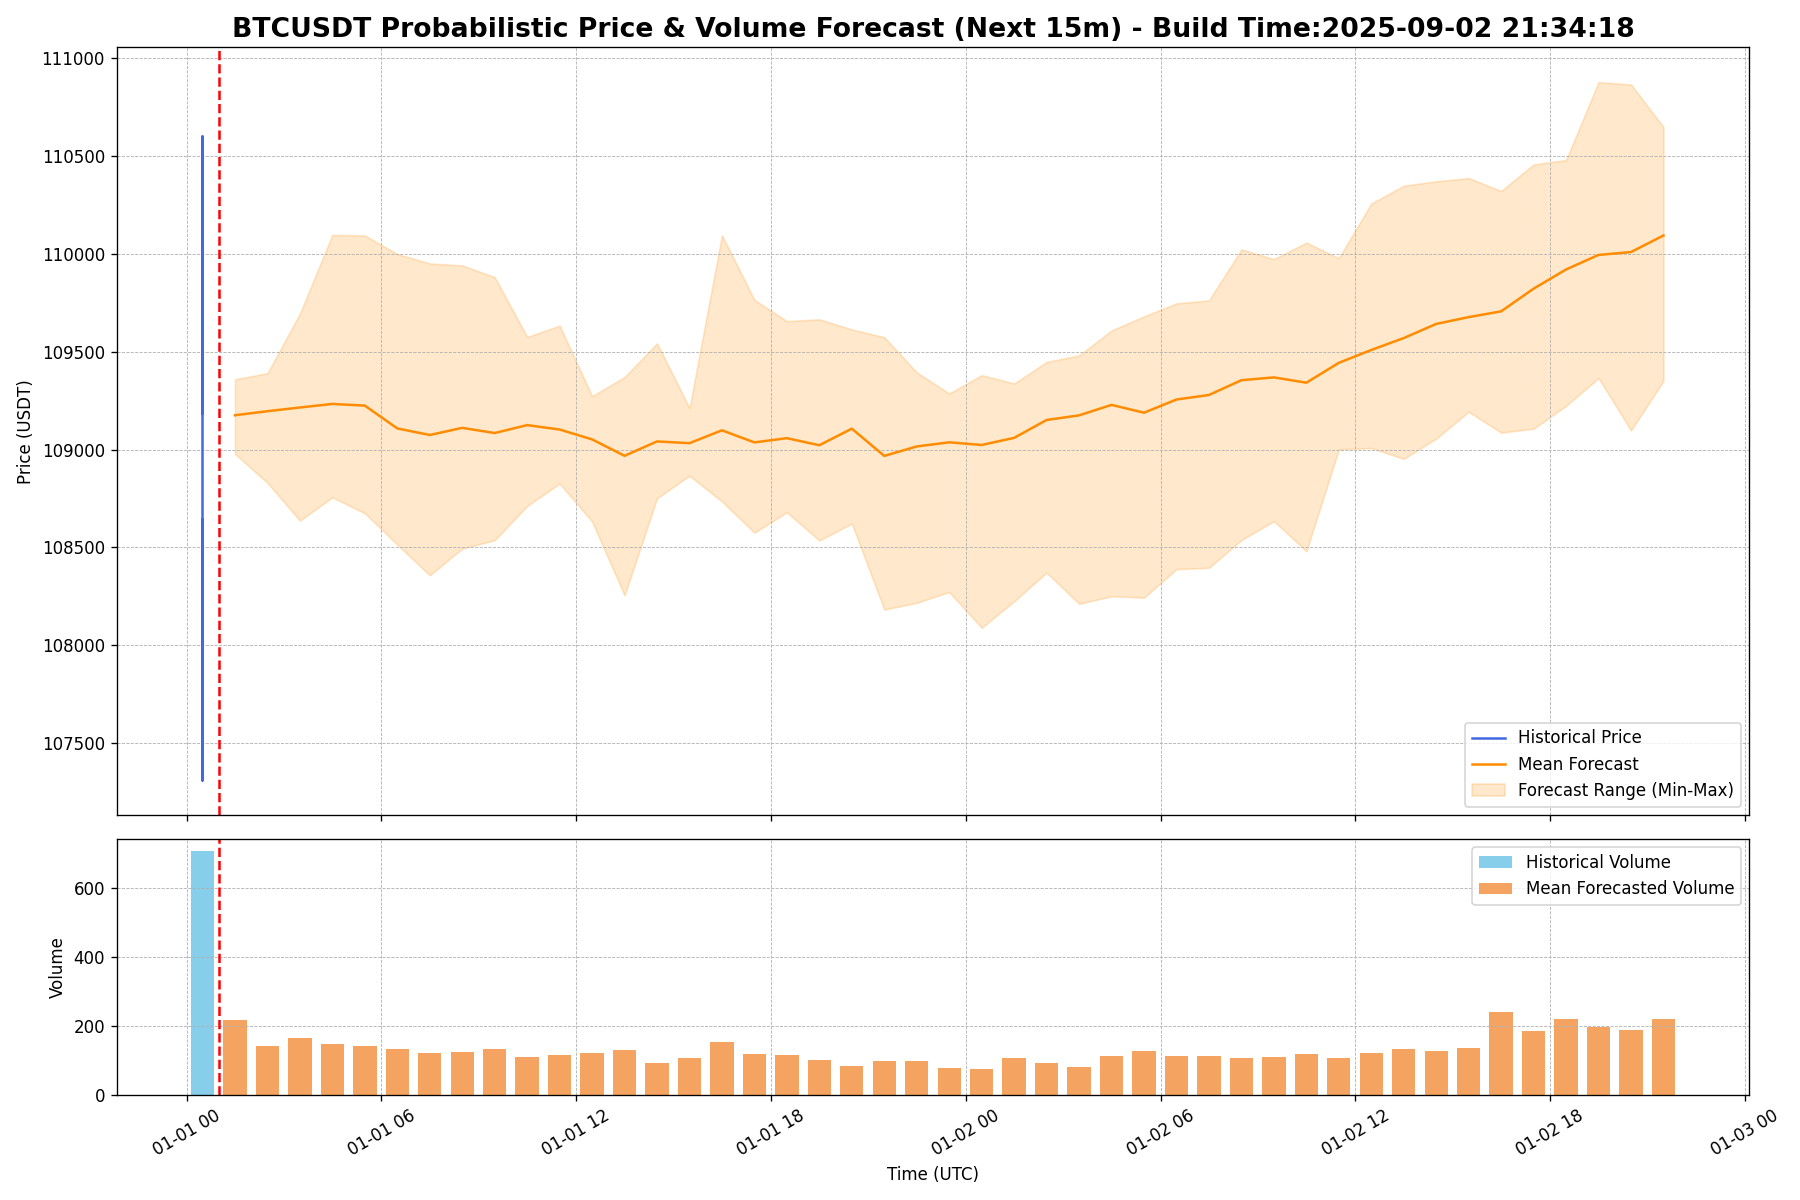 BTCUSDT Probabilistic Price & Volume Forecast (Next 15m) - Build Time:2025-09-02 21:34:18
111000
110500
110000
109500
109000
108500
108000
107500
Price (USDT)
Historical Price
Mean Forecast
Forecast Range (Min-Max)
600
400
200
0
Volume
Historical Volume
Mean Forecasted Volume
01-01 00
01-01 06
01-01 12
01-01 18
01-02 00
01-02 06
01-02 12
01-02 18
01-03 00
Time (UTC)